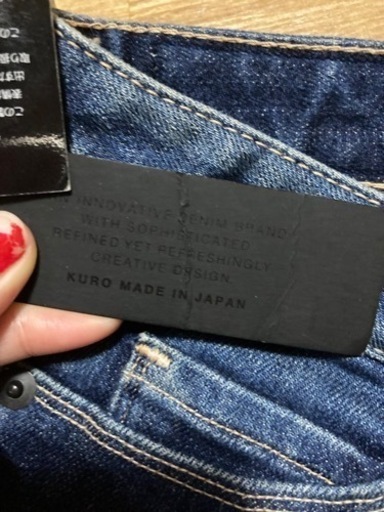 AN INNOVATIVE DENIM BRAND
WITH SOPHISTICATED
REFINED YET REFRESHINGLY
CREATIVE DESIGN
KURO MADE IN JAPAN